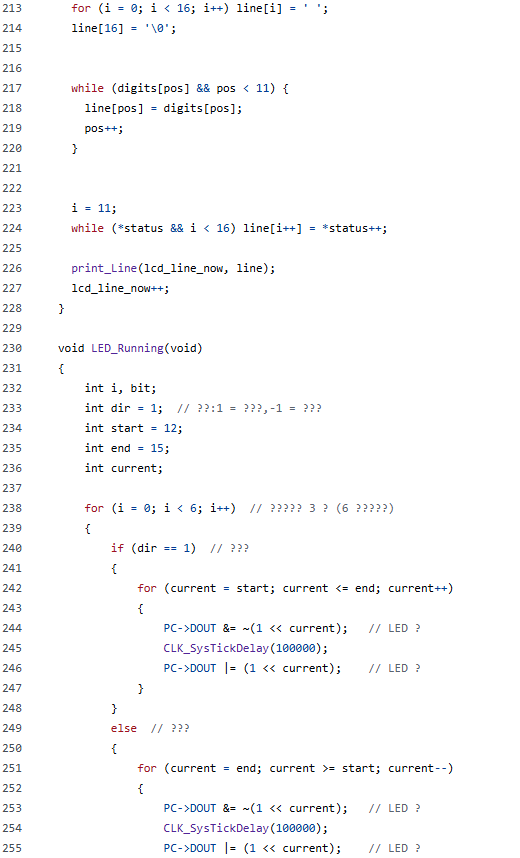 213 for (i = 0; i < 16; i++) line[i] = ' ';
214 line[16] = '\0';
215
216
217 while (digits[pos] && pos < 11) {
218 line[pos] = digits[pos];
219 pos++;
220 }
221
222
223 i = 11;
224 while (*status && i < 16) line[i++] = *status++;
225
226 print_Line(lcd_line_now, line);
227 lcd_line_now++;
228 }
229
230 void LED_Running(void)
231 {
232 int i, bit;
233 int dir = 1; // ??:1 = ???,-1 = ???
234 int start = 12;
235 int end = 15;
236 int current;
237
238 for (i = 0; i < 6; i++) // ????? 3 ? (6 ?????)
239 {
240 if (dir == 1) // ???
241 {
242 for (current = start; current <= end; current++)
243 {
244 PC->DOUT &= ~(1 << current); // LED ?
245 CLK_SysTickDelay(100000);
246 PC->DOUT |= (1 << current); // LED ?
247 }
248 }
249 else // ???
250 {
251 for (current = end; current >= start; current--)
252 {
253 PC->DOUT &= ~(1 << current); // LED ?
254 CLK_SysTickDelay(100000);
255 PC->DOUT |= (1 << current); // LED ?